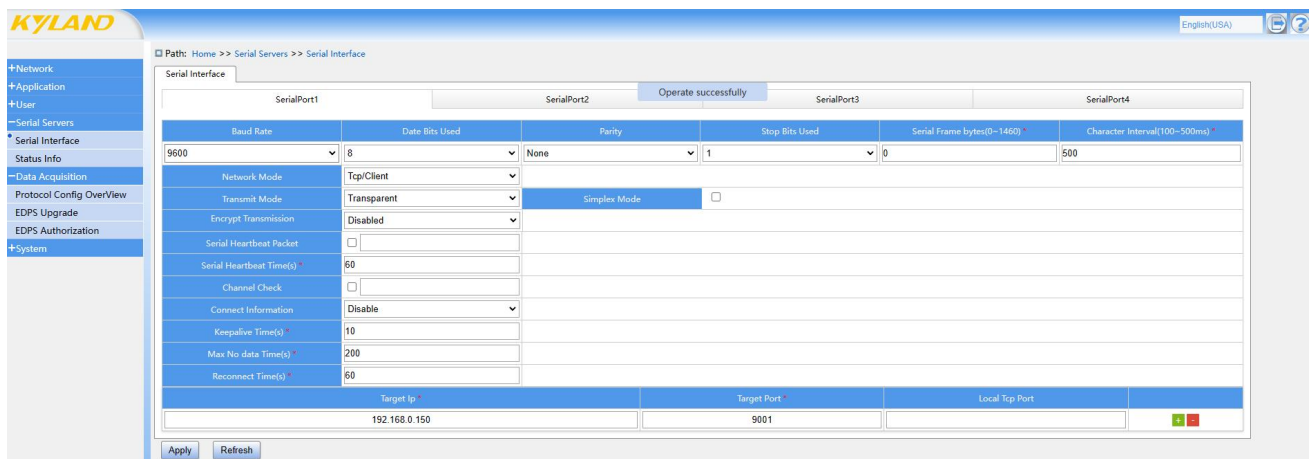 KYLAND
English(USA)
Path: Home >> Serial Servers >> Serial Interface
+Network
+Application
+User
−Serial Servers
Serial Interface
Status Info
−Data Acquisition
Protocol Config OverView
EDPS Upgrade
EDPS Authorization
+System
Serial Interface
Operate successfully
SerialPort1 SerialPort2 SerialPort3 SerialPort4
Baud Rate Date Bits Used Parity Stop Bits Used Serial Frame bytes(0~1460) * Character Interval(100~500ms) *
9600 8 None 1 0 500
Network Mode Tcp/Client
Transmit Mode Transparent Simplex Mode
Encrypt Transmission Disabled
Serial Heartbeat Packet
Serial Heartbeat Time(s) * 60
Channel Check
Connect Information Disable
Keepalive Time(s) * 10
Max No data Time(s) * 200
Reconnect Time(s) * 60
Target Ip * Target Port * Local Tcp Port
192.168.0.150 9001 + -
Apply Refresh